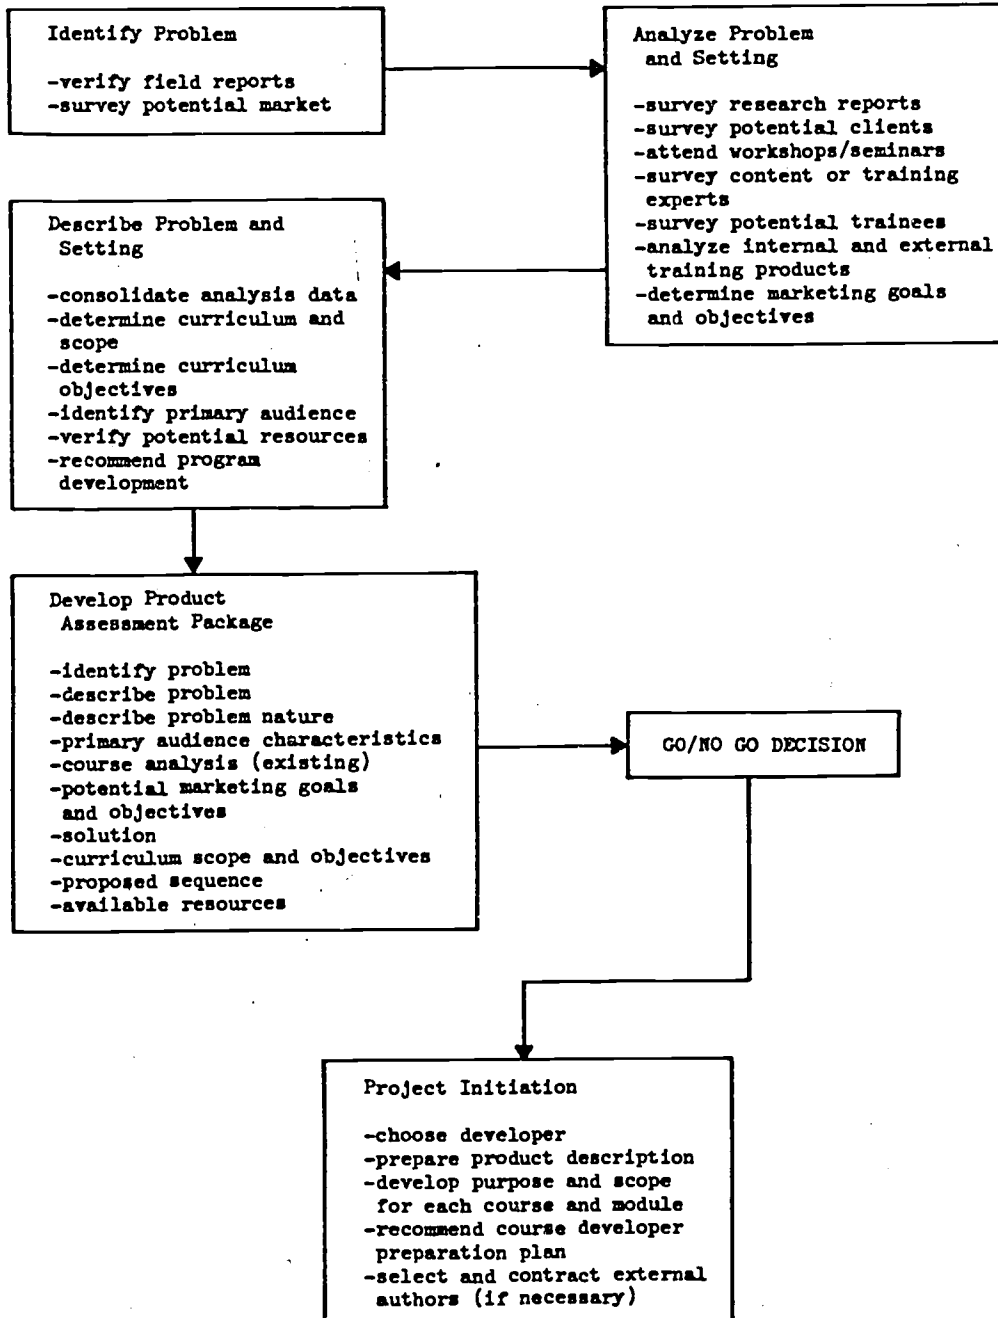 Identify Problem
-verify field reports
-survey potential market
Analyze Problem
and Setting
-survey research reports
-survey potential clients
-attend workshops/seminars
-survey content or training
experts
-survey potential trainees
-analyze internal and external
training products
-determine marketing goals
and objectives
Describe Problem and
Setting
-consolidate analysis data
-determine curriculum and
scope
-determine curriculum
objectives
-identify primary audience
-verify potential resources
-recommend program
development
Develop Product
Assessment Package
-identify problem
-describe problem
-describe problem nature
-primary audience characteristics
-course analysis (existing)
-potential marketing goals
and objectives
-solution
-curriculum scope and objectives
-proposed sequence
-available resources
GO/NO GO DECISION
Project Initiation
-choose developer
-prepare product description
-develop purpose and scope
for each course and module
-recommend course developer
preparation plan
-select and contract external
authors (if necessary)